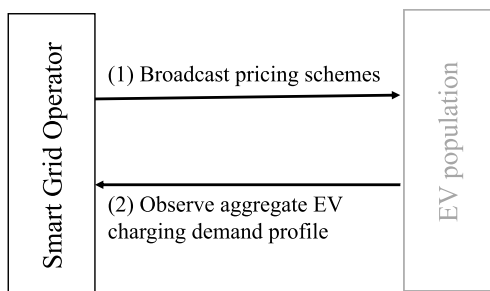 Smart Grid Operator
(1) Broadcast pricing schemes
(2) Observe aggregate EV
charging demand profile
EV population